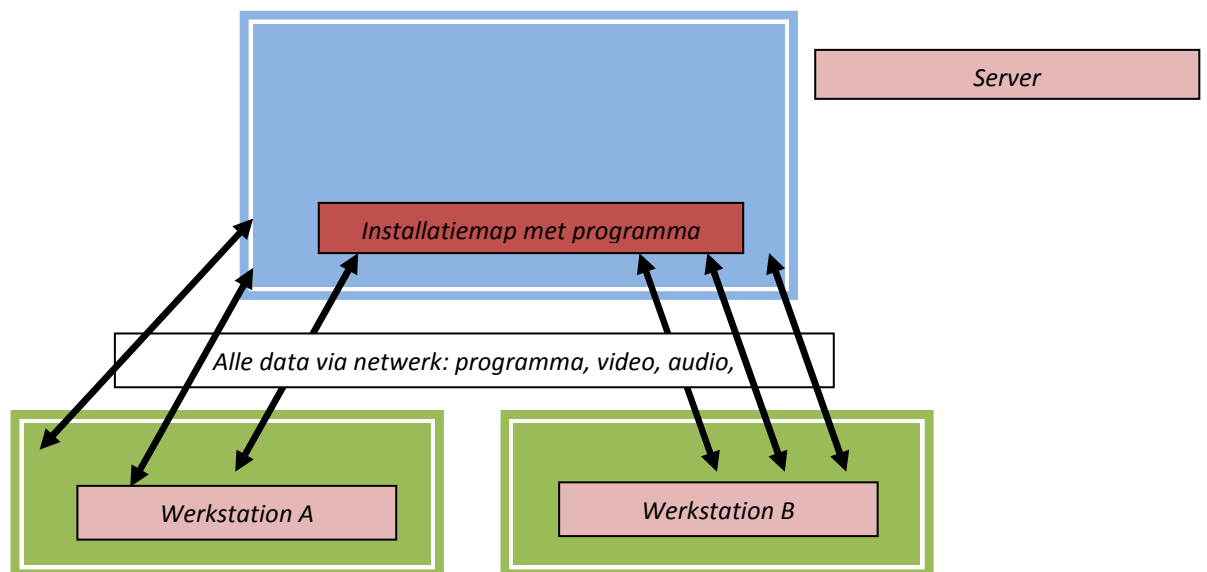 Server
Installatiemap met programma
Alle data via netwerk: programma, video, audio,
Werkstation A
Werkstation B